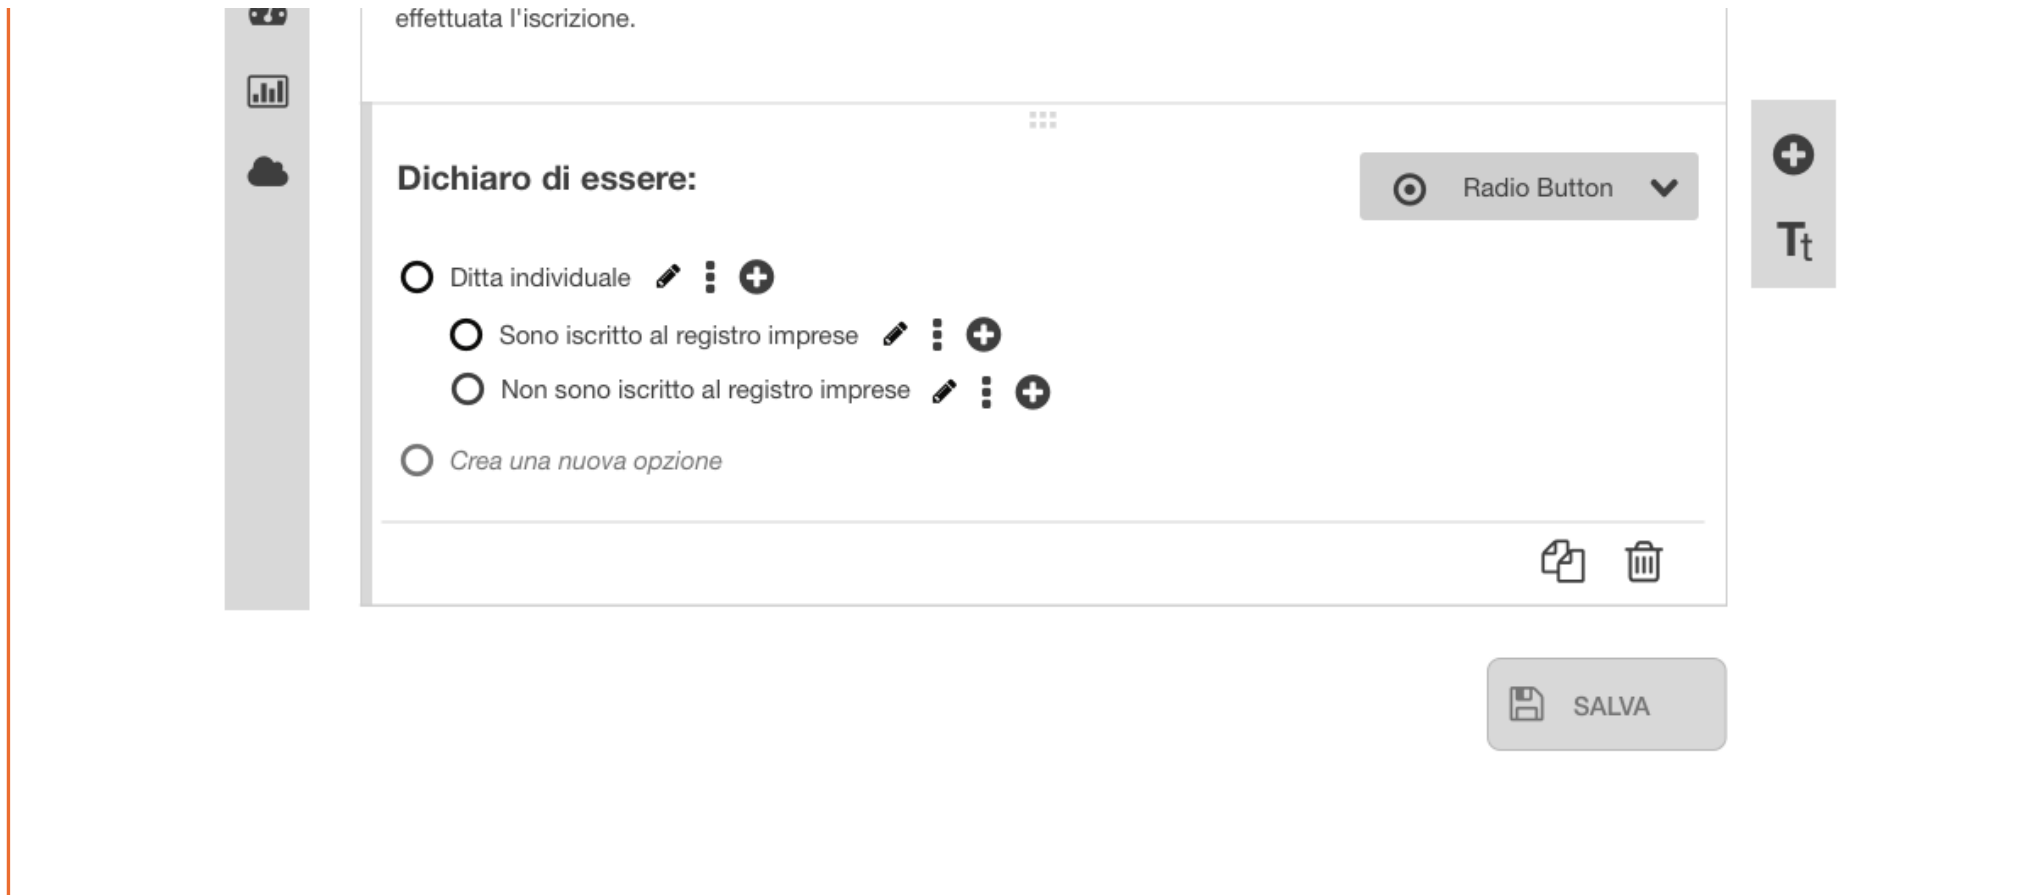 effettuata l'iscrizione.
Dichiaro di essere:
Radio Button
Ditta individuale
Sono iscritto al registro imprese
Non sono iscritto al registro imprese
Crea una nuova opzione
Tt
SALVA